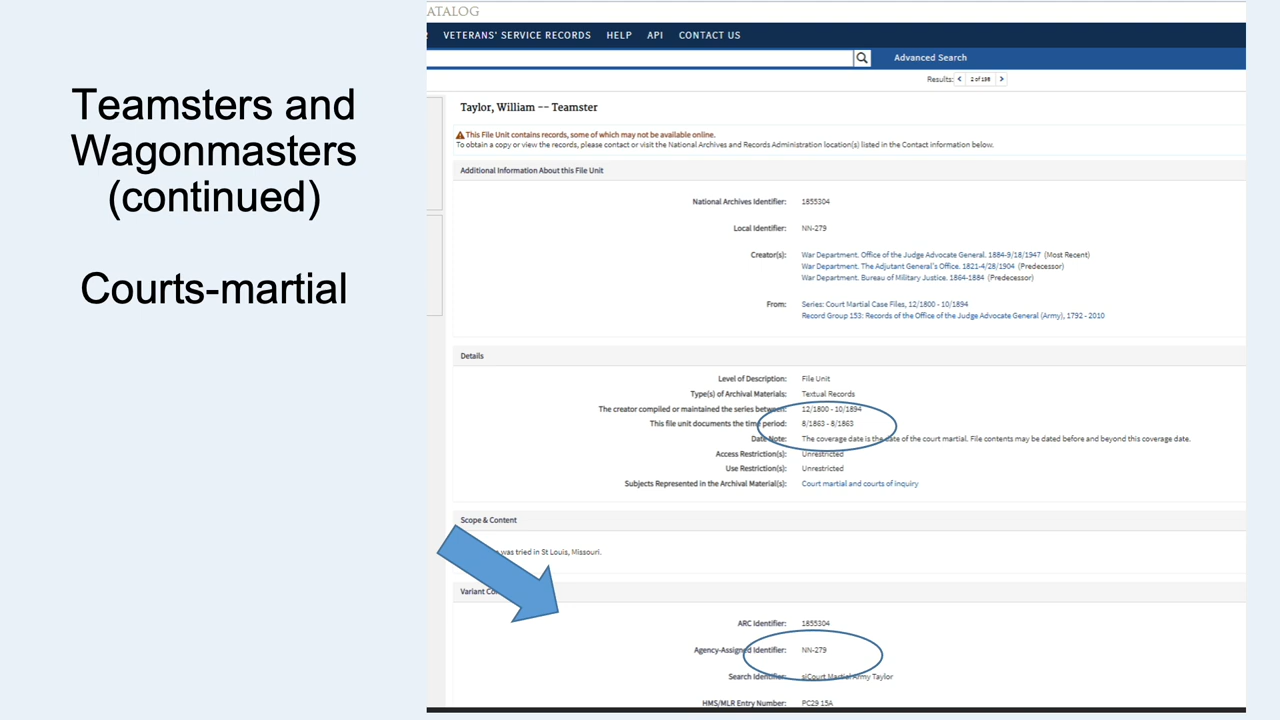 Teamsters and
Wagonmasters
(continued)
Courts-martial
ATALOG
VETERANS' SERVICE RECORDS HELP API CONTACT US
Advanced Search
Results: < 2 of 198 >
Taylor, William -- Teamster
This File Unit contains records, some of which may not be available online.
To obtain a copy or view the records, please contact or visit the National Archives and Records Administration location(s) listed in the Contact information below.
Additional Information About this File Unit
National Archives Identifier: 1855304
Local Identifier: NN-279
Creator(s): War Department. Office of the Judge Advocate General. 1884-9/18/1947 (Most Recent)
War Department. The Adjutant General's Office. 1821-4/28/1904 (Predecessor)
War Department. Bureau of Military Justice. 1864-1884 (Predecessor)
From: Series: Court Martial Case Files, 12/1800 - 10/1894
Record Group 153: Records of the Office of the Judge Advocate General (Army), 1792 - 2010
Details
Level of Description: File Unit
Type(s) of Archival Materials: Textual Records
The creator compiled or maintained the series between: 12/1800 - 10/1894
This file unit documents the time period: 8/1863 - 8/1863
Date Note: The coverage date is the date of the court martial. File contents may be dated before and beyond this coverage date.
Access Restriction(s): Unrestricted
Use Restriction(s): Unrestricted
Subjects Represented in the Archival Material(s): Court martial and courts of inquiry
Scope & Content
was tried in St Louis, Missouri.
Variant
ARC Identifier: 1855304
Agency-Assigned Identifier: NN-279
Search Identifier: Court Martial Army Taylor
HMS/MLR Entry Number: PC29 15A